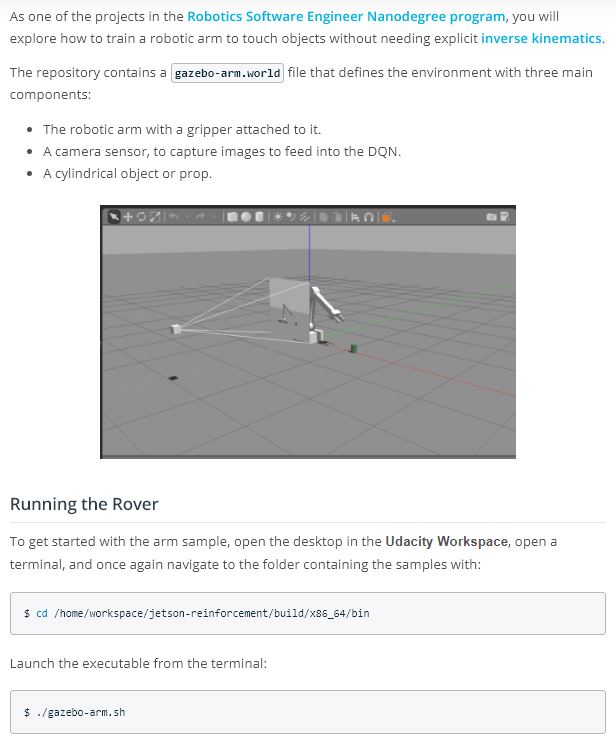 As one of the projects in the Robotics Software Engineer Nanodegree program, you will
explore how to train a robotic arm to touch objects without needing explicit inverse kinematics.
The repository contains a gazebo-arm.world file that defines the environment with three main
components:
• The robotic arm with a gripper attached to it.
• A camera sensor, to capture images to feed into the DQN.
• A cylindrical object or prop.
Running the Rover
To get started with the arm sample, open the desktop in the Udacity Workspace, open a
terminal, and once again navigate to the folder containing the samples with:
$ cd /home/workspace/jetson-reinforcement/build/x86_64/bin
Launch the executable from the terminal:
$ ./gazebo-arm.sh